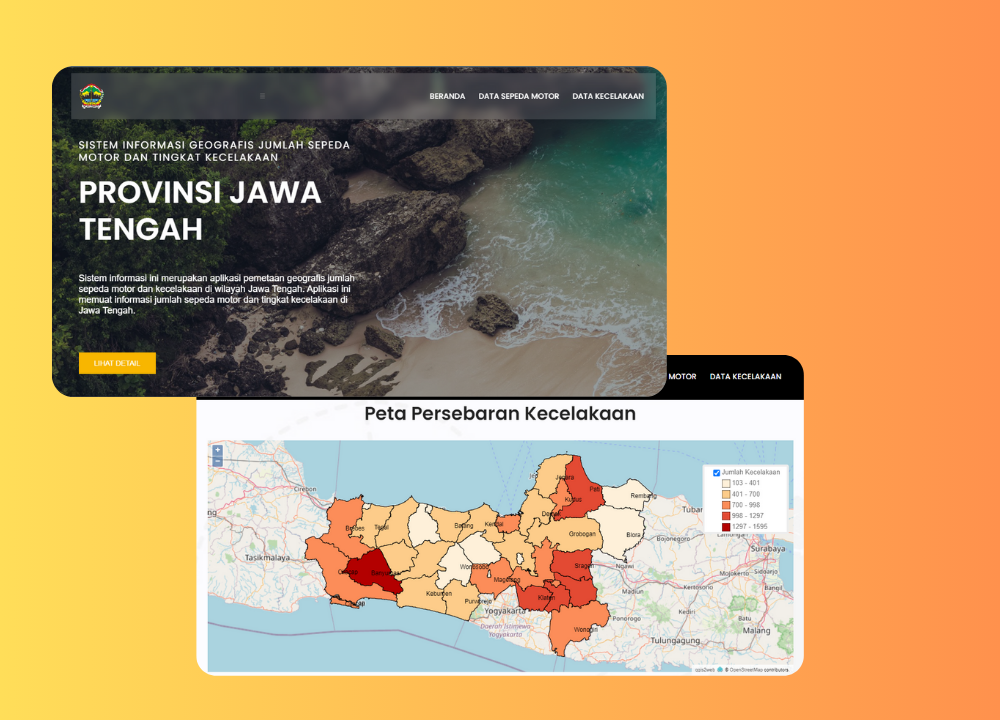 BERANDA DATA SEPEDA MOTOR DATA KECELAKAAN
SISTEM INFORMASI GEOGRAFIS JUMLAH SEPEDA
MOTOR DAN TINGKAT KECELAKAAN
PROVINSI JAWA
TENGAH
Sistem informasi ini merupakan aplikasi pemetaan geografis jumlah
sepeda motor dan kecelakaan di wilayah Jawa Tengah. Aplikasi ini
memuat informasi jumlah sepeda motor dan tingkat kecelakaan di
Jawa Tengah.
LIHAT DETAIL
MOTOR DATA KECELAKAAN
Peta Persebaran Kecelakaan
+
−
Jumlah Kecelakaan
103 - 401
401 - 700
700 - 998
998 - 1297
1297 - 1595
Cirebon
Jepara
Pati
Kudus
Rembang
Tubar
Brebes
Tegal
Batang
Kendal
Grobogan
Blora
Bojonegoro
Lamongan
Surabaya
Tasikmalaya
Wonosobo
Sragen
Ngawi
Mojokerto
Sidoarjo
Magelang
Madiun
Kertosono
Bangil
Cilacap
Kebumen
Purworejo
Klaten
Yogyakarta
Ponorogo
Kediri
Batu
Malang
Daerah Istimewa
Yogyakarta
Wonogiri
Tulungagung
qgis2web © OpenStreetMap contributors